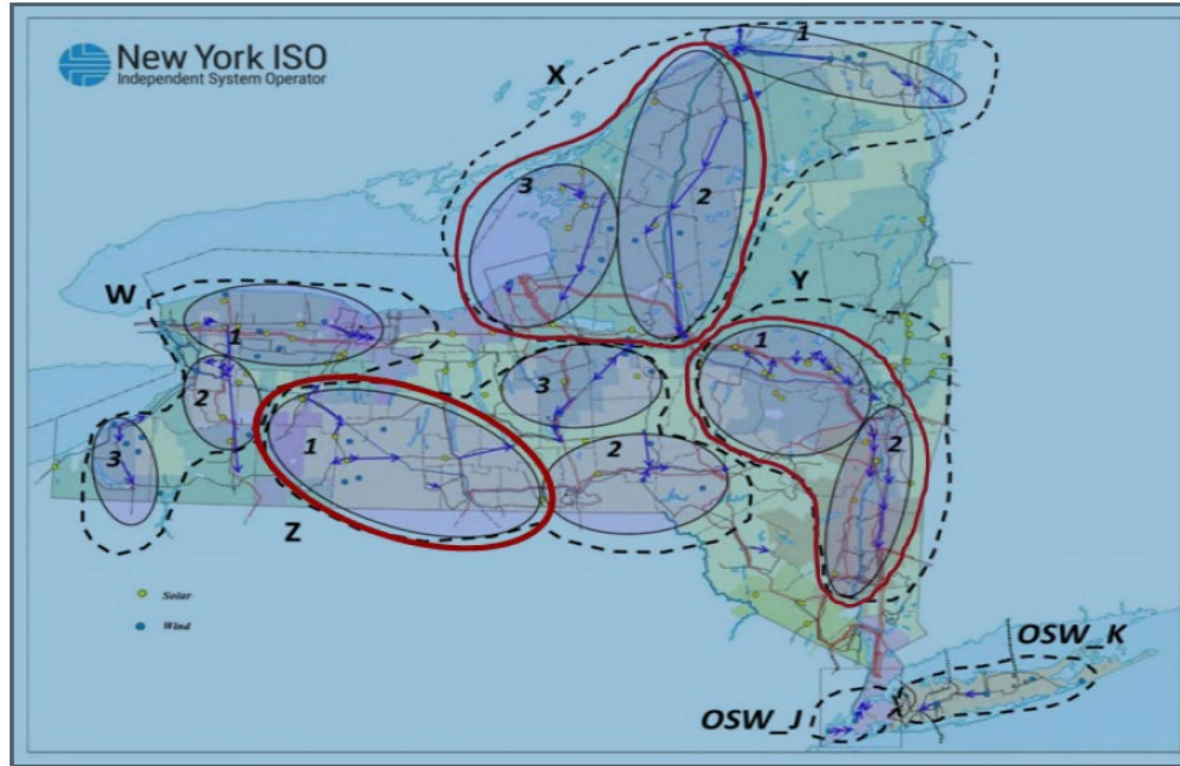 New York ISO
Independent System Operator
X
1
2
3
W
1
2
3
Y
1
2
3
1
2
Z
Solar
Wind
OSW_K
OSW_J